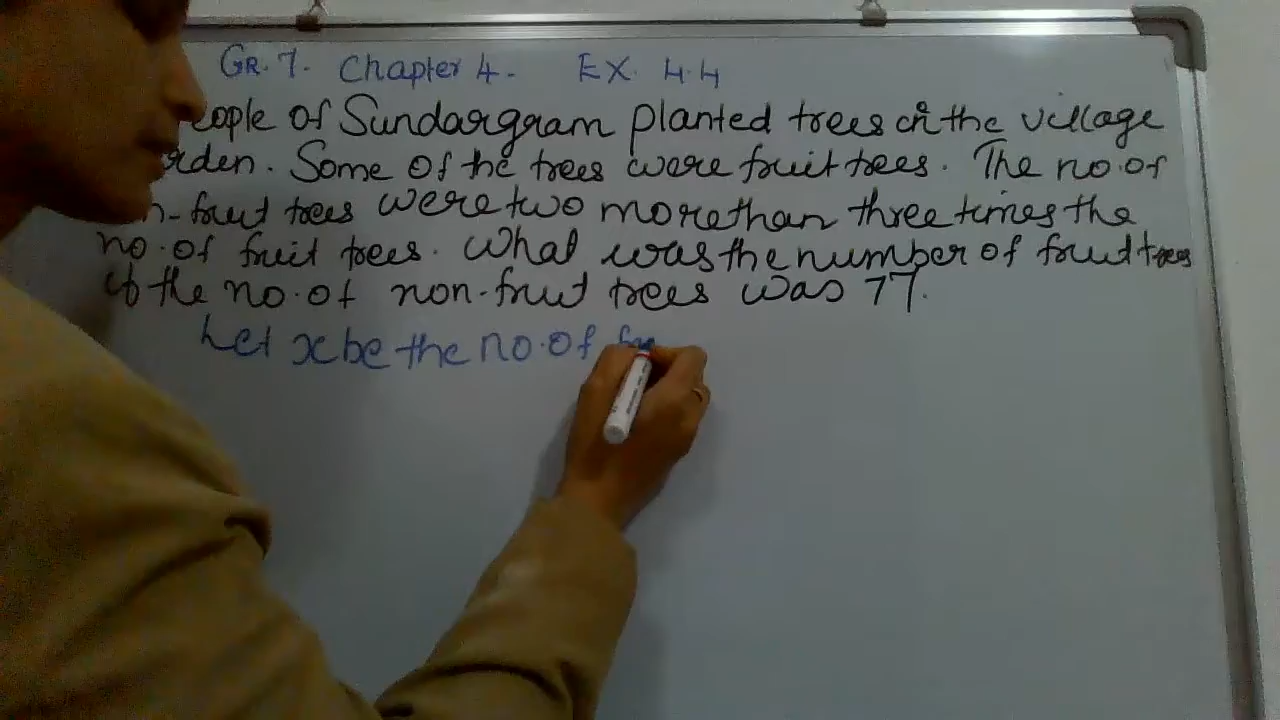 GR. 7. Chapter 4. EX. 4.4
eople of Sundargram planted trees in the village
rden. Some of the trees were fruit trees. The no. of
n-fruit trees were two more than three times the
no. of fruit trees. What was the number of fruit trees
if the no. of non-fruit trees was 77.
Let x be the no. of